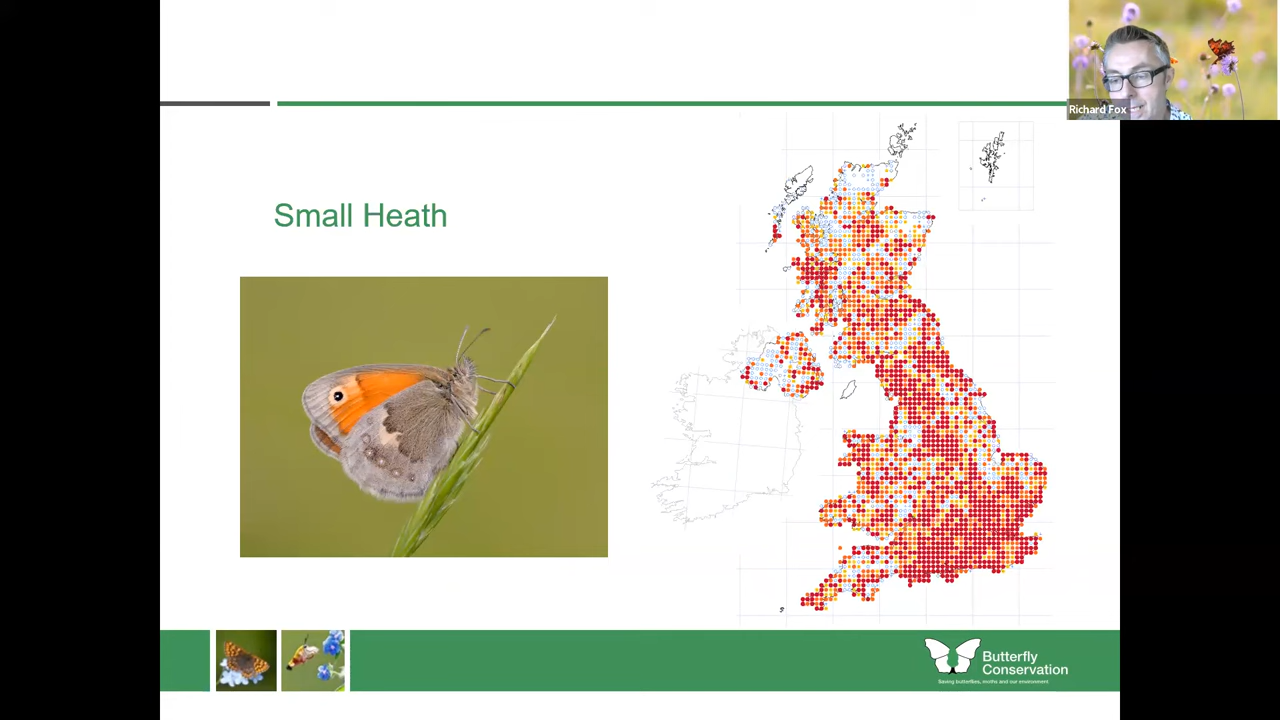 Richard Fox
Small Heath
Butterfly
Conservation
Saving butterflies, moths and our environment